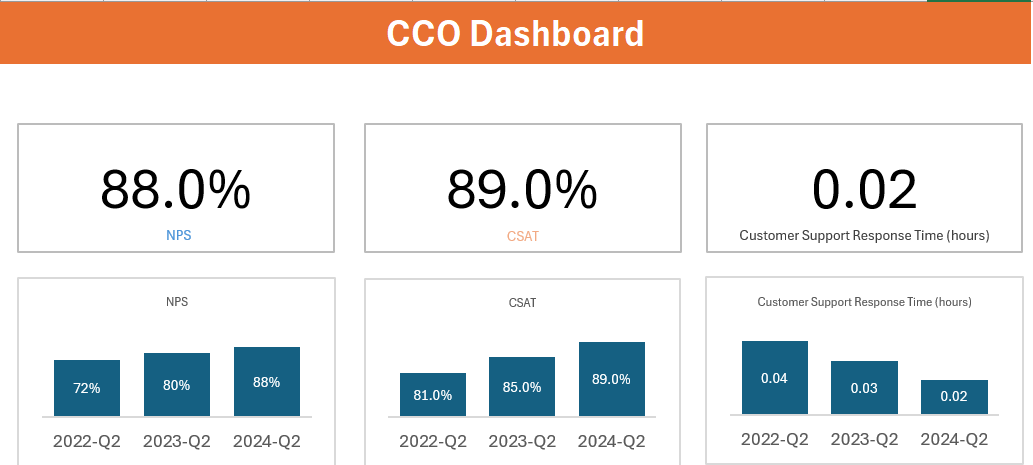 CCO Dashboard
88.0%
NPS
89.0%
CSAT
0.02
Customer Support Response Time (hours)
NPS
72%
80%
88%
2022-Q2
2023-Q2
2024-Q2
CSAT
81.0%
85.0%
89.0%
2022-Q2
2023-Q2
2024-Q2
Customer Support Response Time (hours)
0.04
0.03
0.02
2022-Q2
2023-Q2
2024-Q2